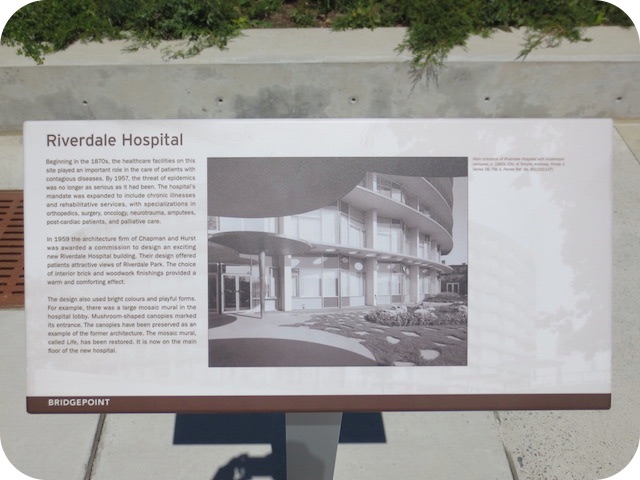 Riverdale Hospital
Beginning in the 1870s, the healthcare facilities on this
site played an important role in the care of patients with
contagious diseases. By 1957, the threat of epidemics
was no longer as serious as it had been. The hospital's
mandate was expanded to include chronic illnesses
and rehabilitative services, with specializations in
orthopedics, surgery, oncology, neurotrauma, amputees,
post-cardiac patients, and palliative care.
In 1959 the architecture firm of Chapman and Hurst
was awarded a commission to design an exciting
new Riverdale Hospital building. Their design offered
patients attractive views of Riverdale Park. The choice
of interior brick and woodwork finishings provided a
warm and comforting effect.
The design also used bright colours and playful forms.
For example, there was a large mosaic mural in the
hospital lobby. Mushroom-shaped canopies marked
its entrance. The canopies have been preserved as an
example of the former architecture. The mosaic mural,
called Life, has been restored. It is now on the main
floor of the new hospital.
Main entrance of Riverdale Hospital with
BRIDGEPOINT